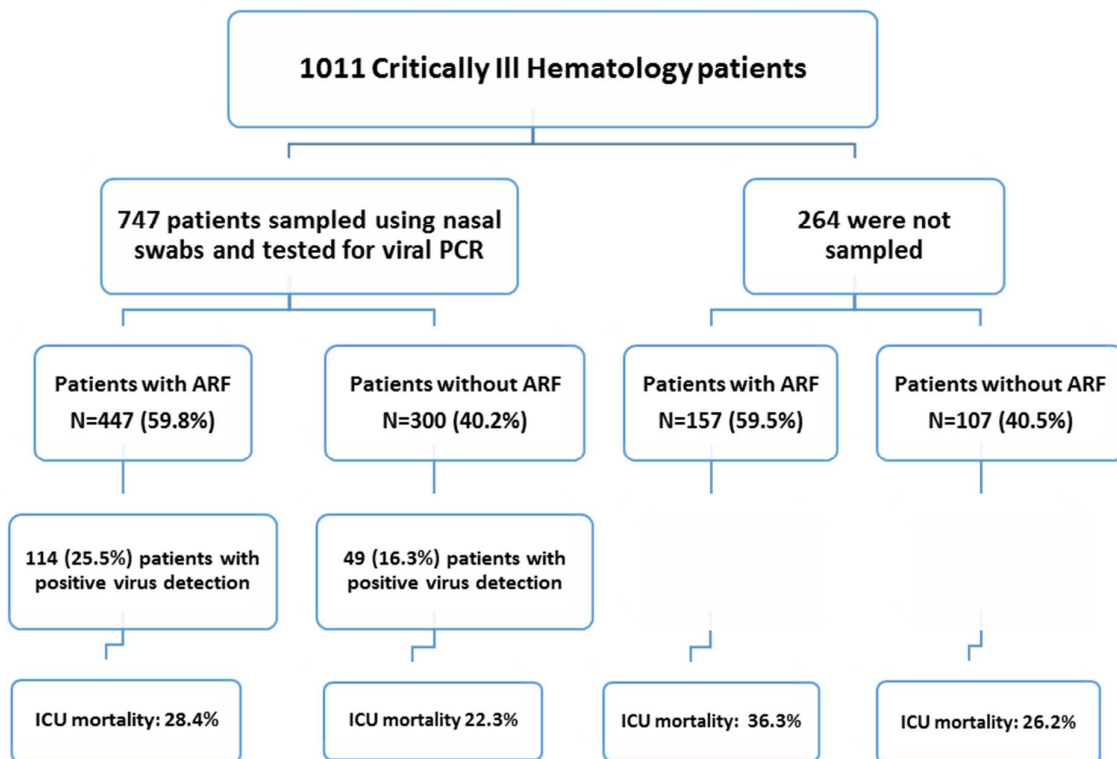 1011 Critically Ill Hematology patients
747 patients sampled using nasal
swabs and tested for viral PCR
264 were not
sampled
Patients with ARF
N=447 (59.8%)
Patients without ARF
N=300 (40.2%)
Patients with ARF
N=157 (59.5%)
Patients without ARF
N=107 (40.5%)
114 (25.5%) patients with
positive virus detection
49 (16.3%) patients with
positive virus detection
ICU mortality: 28.4%
ICU mortality 22.3%
ICU mortality: 36.3%
ICU mortality: 26.2%